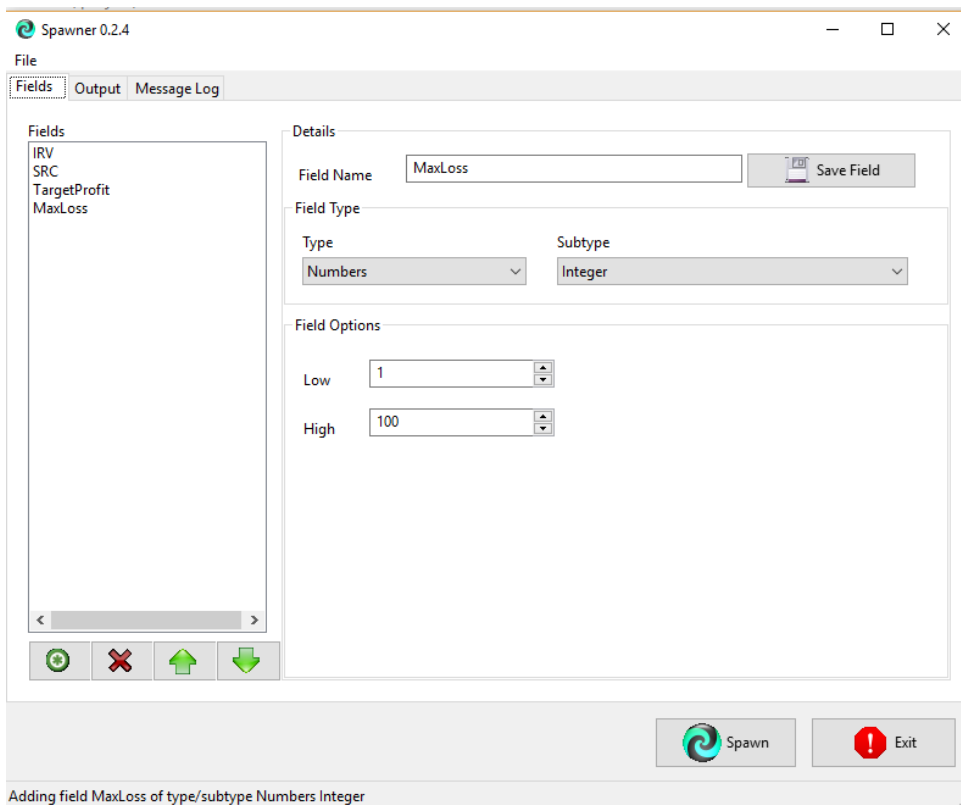 Spawner 0.2.4
File
Fields Output Message Log
Fields
IRV
SRC
TargetProfit
MaxLoss
Details
Field Name MaxLoss Save Field
Field Type
Type Subtype
Numbers Integer
Field Options
Low 1
High 100
Spawn Exit
Adding field MaxLoss of type/subtype Numbers Integer